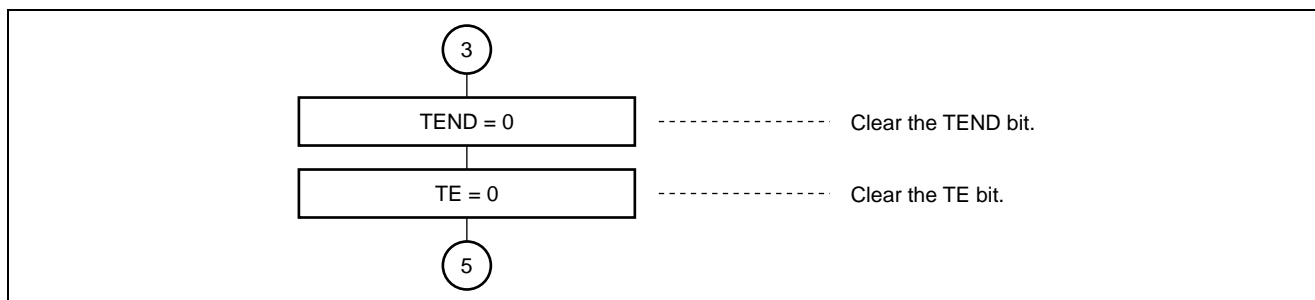 3
TEND = 0 Clear the TEND bit.
TE = 0 Clear the TE bit.
5